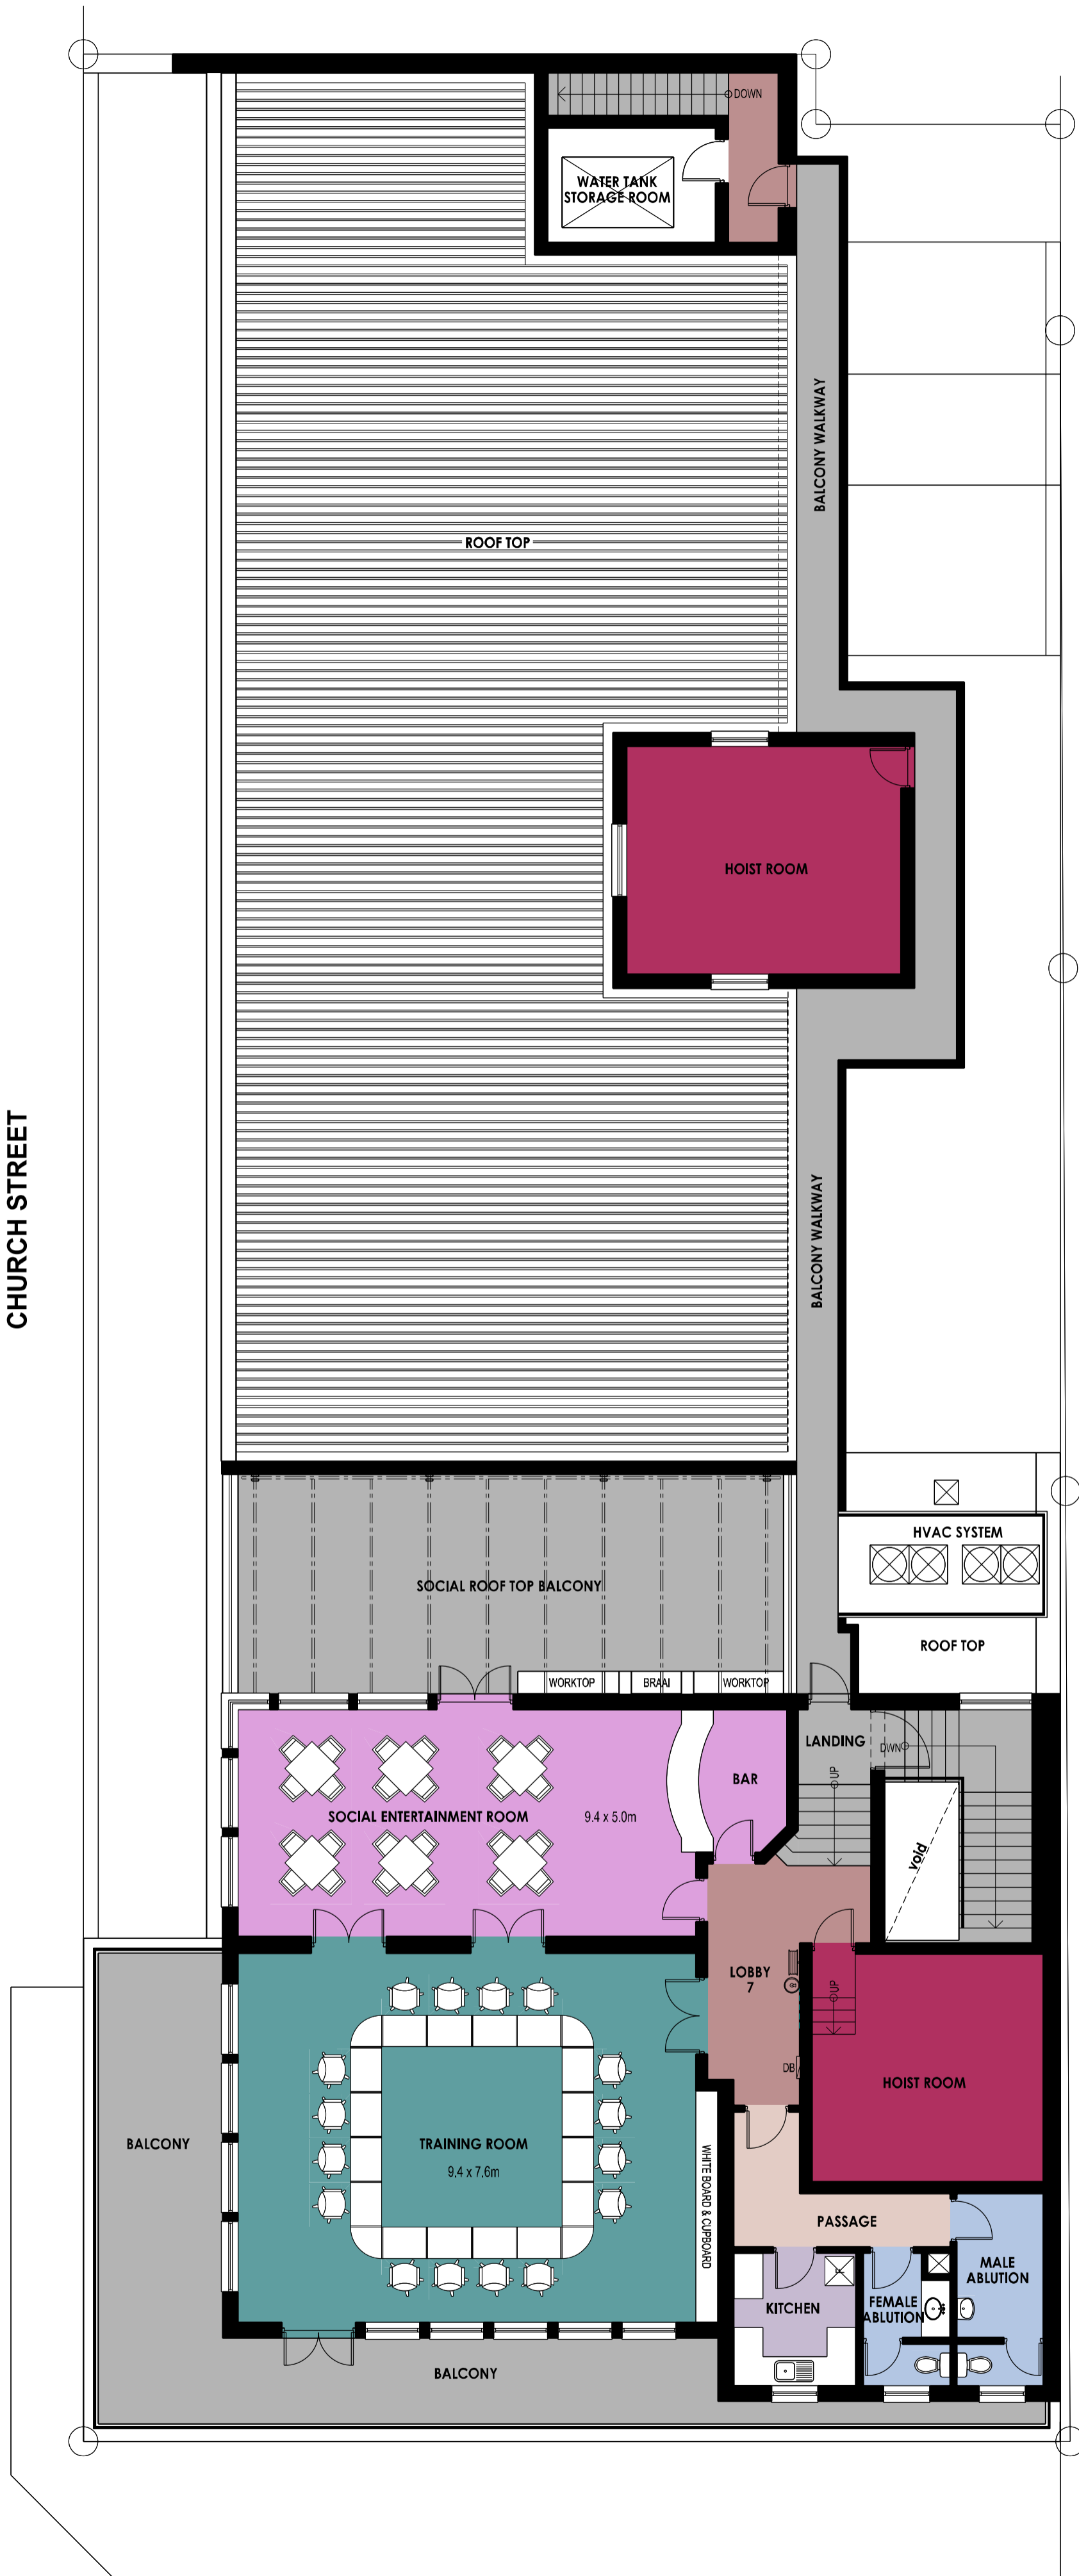 DOWN
WATER TANK
STORAGE ROOM
BALCONY WALKWAY
ROOF TOP
HOIST ROOM
CHURCH STREET
BALCONY WALKWAY
HVAC SYSTEM
SOCIAL ROOF TOP BALCONY
ROOF TOP
WORKTOP
BRAAI
WORKTOP
LANDING
DWN
UP
BAR
SOCIAL ENTERTAINMENT ROOM
9.4 x 5.0m
void
LOBBY
7
UP
DB
HOIST ROOM
BALCONY
TRAINING ROOM
9.4 x 7.6m
WHITE BOARD & CUPBOARD
PASSAGE
MALE
ABLUTION
KITCHEN
F
FEMALE
ABLUTION
BALCONY